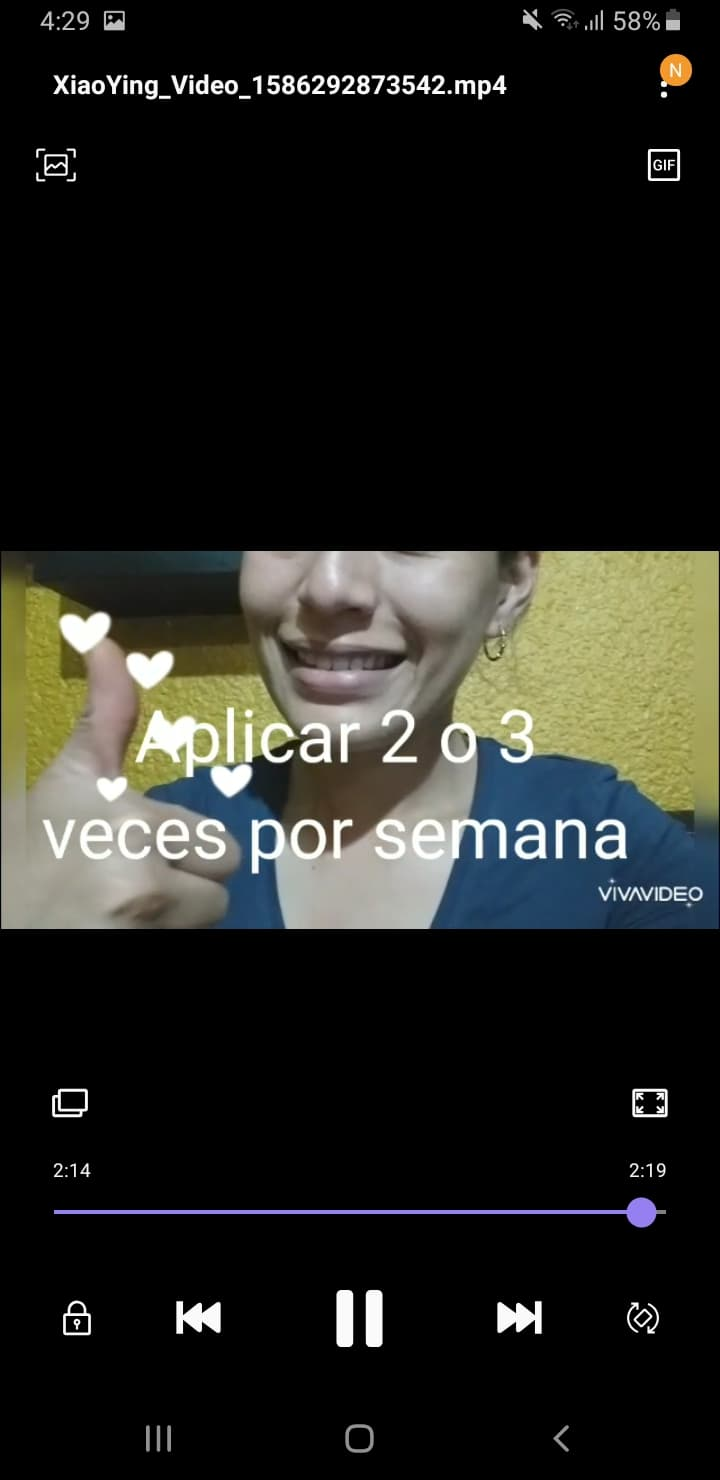 4:29
58%
XiaoYing_Video_1586292873542.mp4
N
GIF
Aplicar 2 o 3
veces por semana
VIVAVIDEO
2:14
2:19